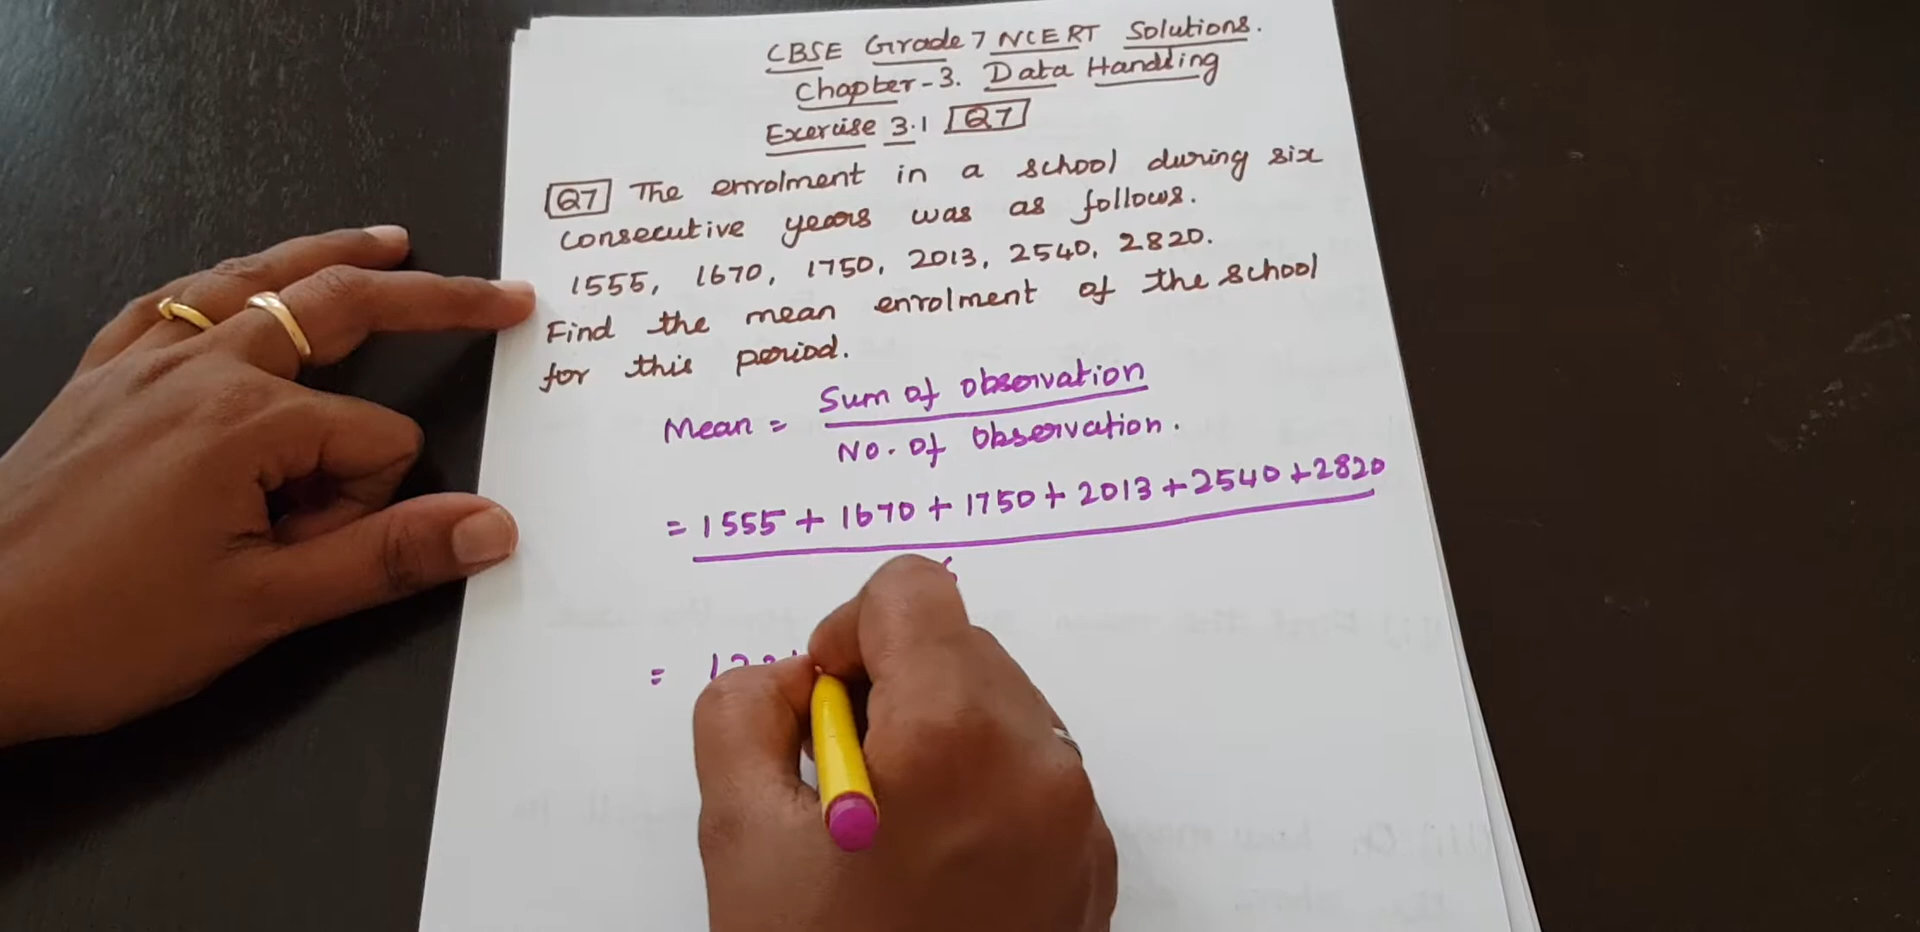 CBSE Grade 7 NCERT Solutions.
Chapter-3. Data Handling
Exercise 3.1 Q7
Q7 The enrolment in a school during six
consecutive years was as follows.
1555, 1670, 1750, 2013, 2540, 2820.
Find the mean enrolment of the school
for this period.
Mean = Sum of observation
No. of Observation.
= 1555 + 1670 + 1750 + 2013 + 2540 + 2820
=